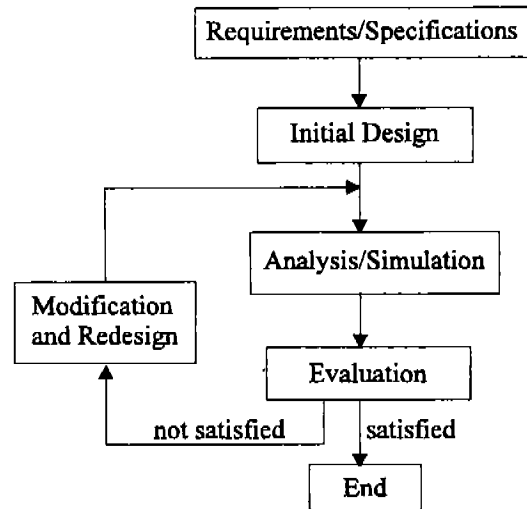 Requirements/Specifications
Initial Design
Analysis/Simulation
Modification
and Redesign
Evaluation
not satisfied
satisfied
End